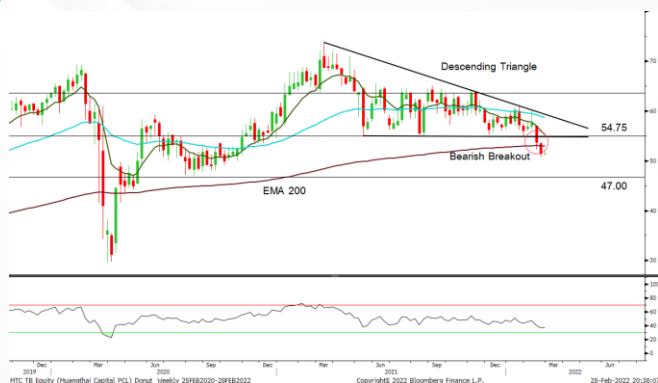 Descending Triangle
54.75
Bearish Breakout
47.00
EMA 200
70
60
50
40
30
100
80
60
40
20
0
Dec Mar Jun Sep Dec Mar Jun Sep Dec Mar Jun
2019 2020 2021 2022
MTC TB Equity (Muangthai Capital PCL) Donut Weekly 25FEB2020-28FEB2022 Copyright© 2022 Bloomberg Finance L.P. 28-Feb-2022 20:38:0